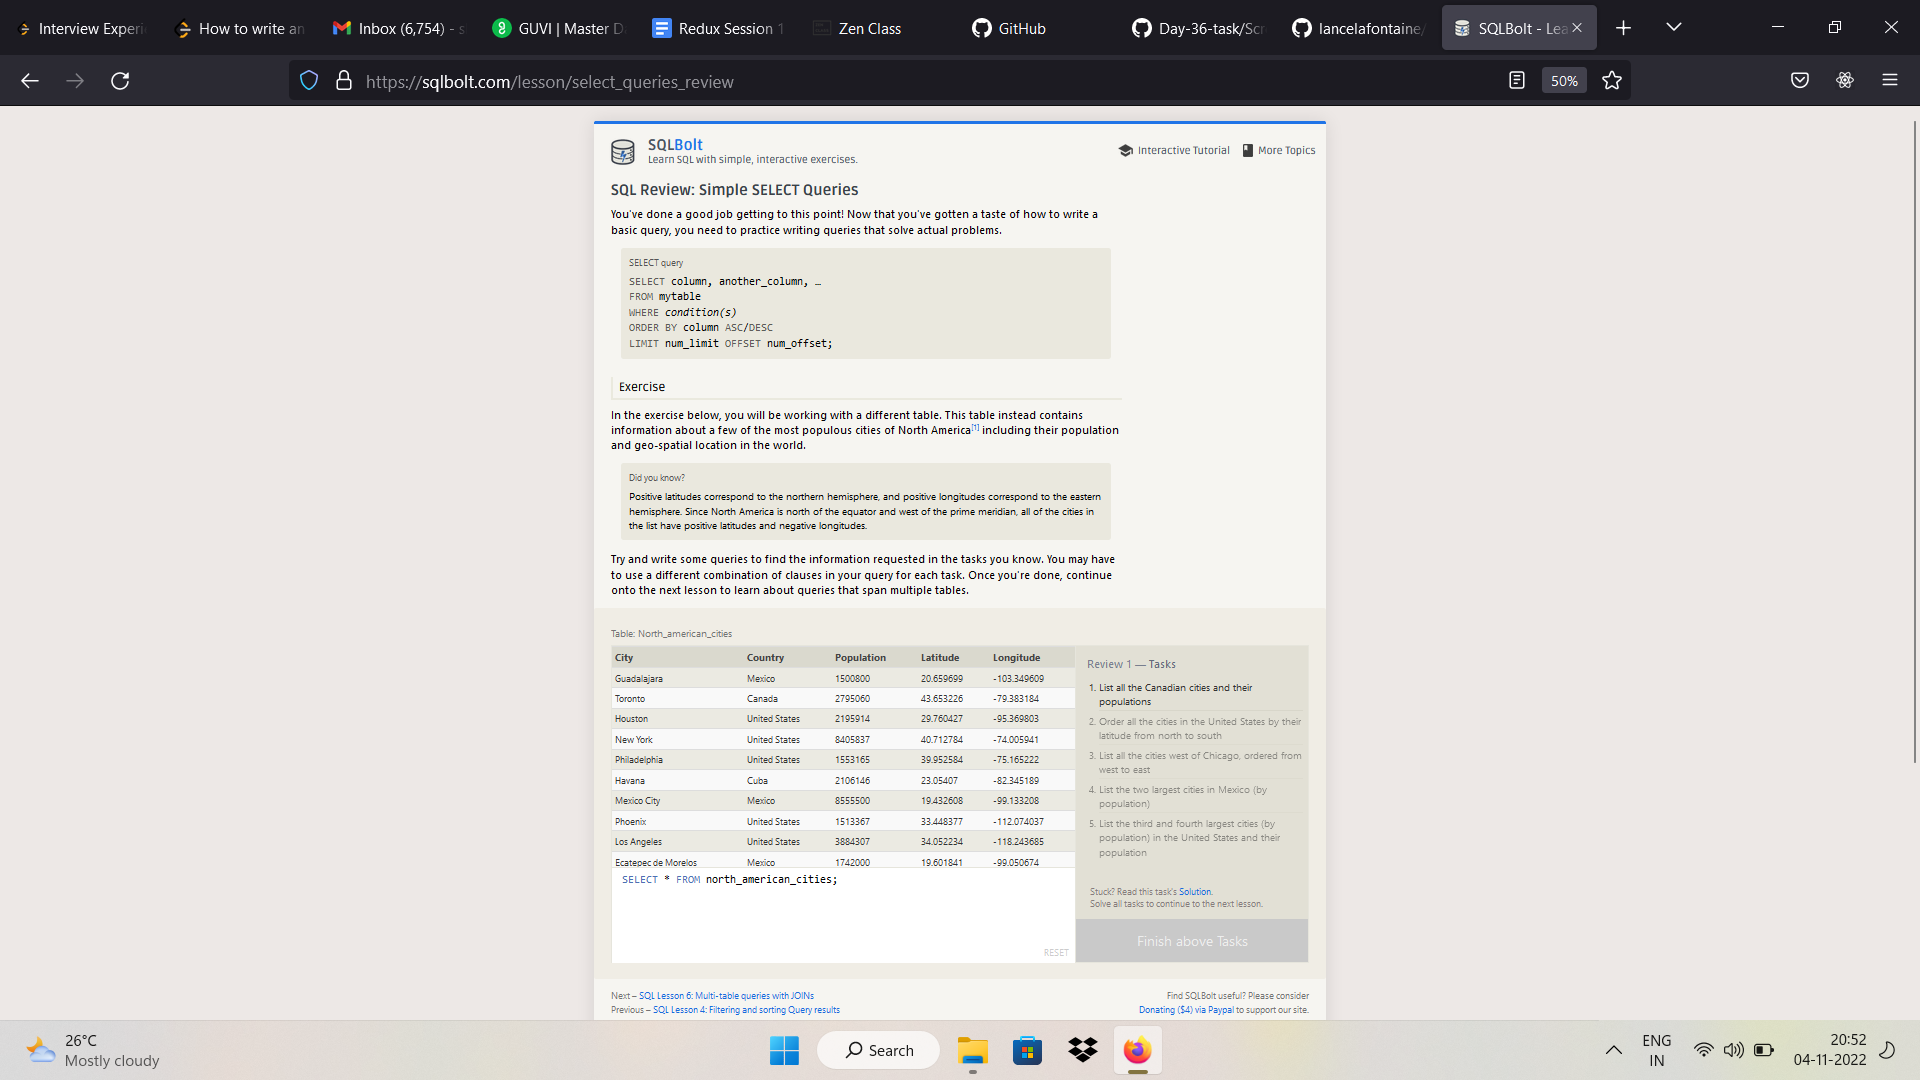 Interview Experi
How to write an
Inbox (6,754) - s
GUVI | Master D
Redux Session 1
Zen Class
GitHub
Day-36-task/Scr
lancelafontaine/
SQLBolt - Lea
https://sqlbolt.com/lesson/select_queries_review
50%
SQLBolt
Learn SQL with simple, interactive exercises.
Interactive Tutorial
More Topics
SQL Review: Simple SELECT Queries
You've done a good job getting to this point! Now that you've gotten a taste of how to write a
basic query, you need to practice writing queries that solve actual problems.
SELECT query
SELECT column, another_column, …
FROM mytable
WHERE condition(s)
ORDER BY column ASC/DESC
LIMIT num_limit OFFSET num_offset;
Exercise
In the exercise below, you will be working with a different table. This table instead contains
information about a few of the most populous cities of North America[1] including their population
and geo-spatial location in the world.
Did you know?
Positive latitudes correspond to the northern hemisphere, and positive longitudes correspond to the eastern
hemisphere. Since North America is north of the equator and west of the prime meridian, all of the cities in
the list have positive latitudes and negative longitudes.
Try and write some queries to find the information requested in the tasks you know. You may have
to use a different combination of clauses in your query for each task. Once you're done, continue
onto the next lesson to learn about queries that span multiple tables.
Table: North_american_cities
City Country Population Latitude Longitude
Guadalajara Mexico 1500800 20.659699 -103.349609
Toronto Canada 2795060 43.653226 -79.383184
Houston United States 2195914 29.760427 -95.369803
New York United States 8405837 40.712784 -74.005941
Philadelphia United States 1553165 39.952584 -75.165222
Havana Cuba 2106146 23.05407 -82.345189
Mexico City Mexico 8555500 19.432608 -99.133208
Phoenix United States 1513367 33.448377 -112.074037
Los Angeles United States 3884307 34.052234 -118.243685
Ecatepec de Morelos Mexico 1742000 19.601841 -99.050674
SELECT * FROM north_american_cities;
RESET
Review 1 — Tasks
1. List all the Canadian cities and their
populations
2. Order all the cities in the United States by their
latitude from north to south
3. List all the cities west of Chicago, ordered from
west to east
4. List the two largest cities in Mexico (by
population)
5. List the third and fourth largest cities (by
population) in the United States and their
population
Stuck? Read this task's Solution.
Solve all tasks to continue to the next lesson.
Finish above Tasks
Next – SQL Lesson 6: Multi-table queries with JOINs
Previous – SQL Lesson 4: Filtering and sorting Query results
Find SQLBolt useful? Please consider
Donating ($4) via Paypal to support our site.
26°C
Mostly cloudy
Search
ENG
IN
20:52
04-11-2022